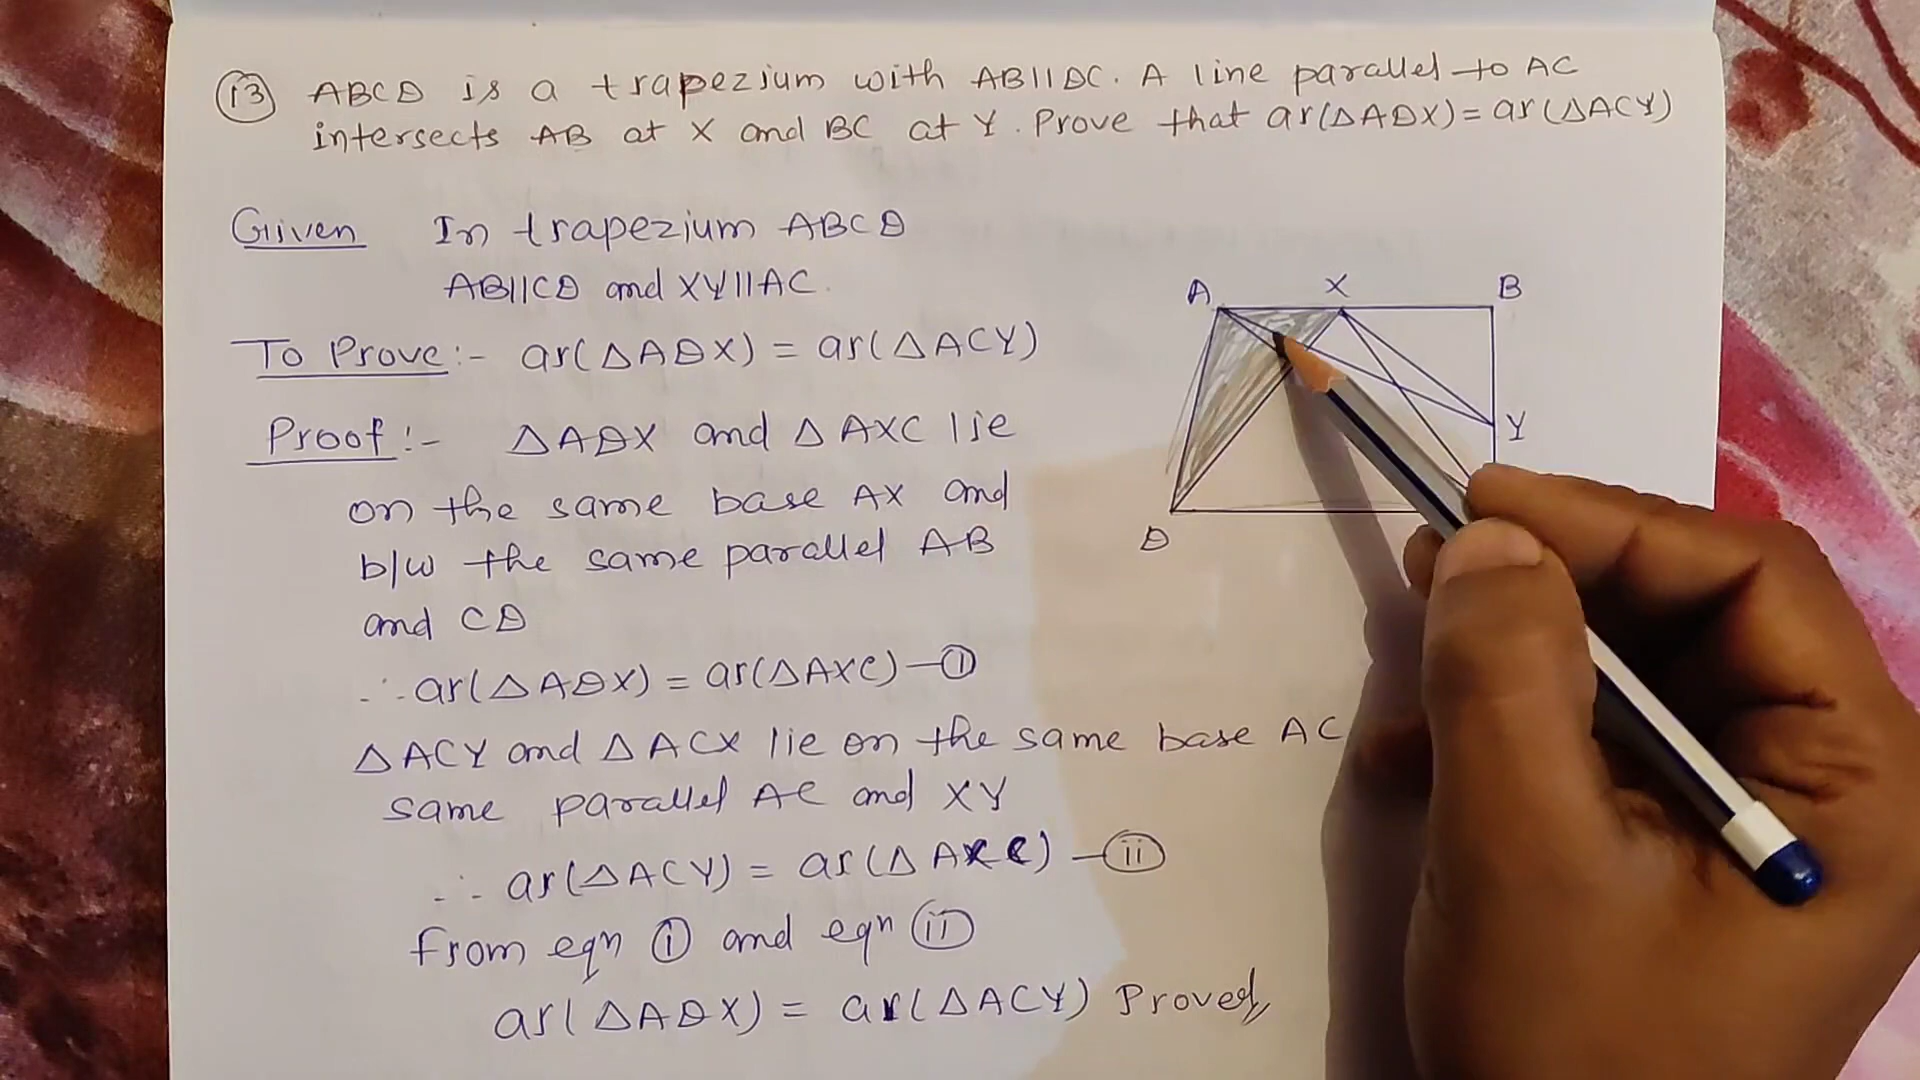 13 ABCD is a trapezium with AB||DC. A line parallel to AC
intersects AB at X and BC at Y. Prove that ar(△ADX)=ar(△ACY)
Given In trapezium ABCD
AB||CD and XY||AC.
To Prove:- ar(△ADX) = ar(△ACY)
Proof:- △ADX and △AXC lie
on the same base AX and
b/w the same parallel AB
and CD
∴ ar(△ADX) = ar(△AXC) — i
△ACY and △ACX lie on the same base AC
same parallel AC and XY
∴ ar(△ACY) = ar(△AXC) — ii
from eqn i and eqn ii
ar(△ADX) = ar(△ACY) Proved
A X B
Y
D